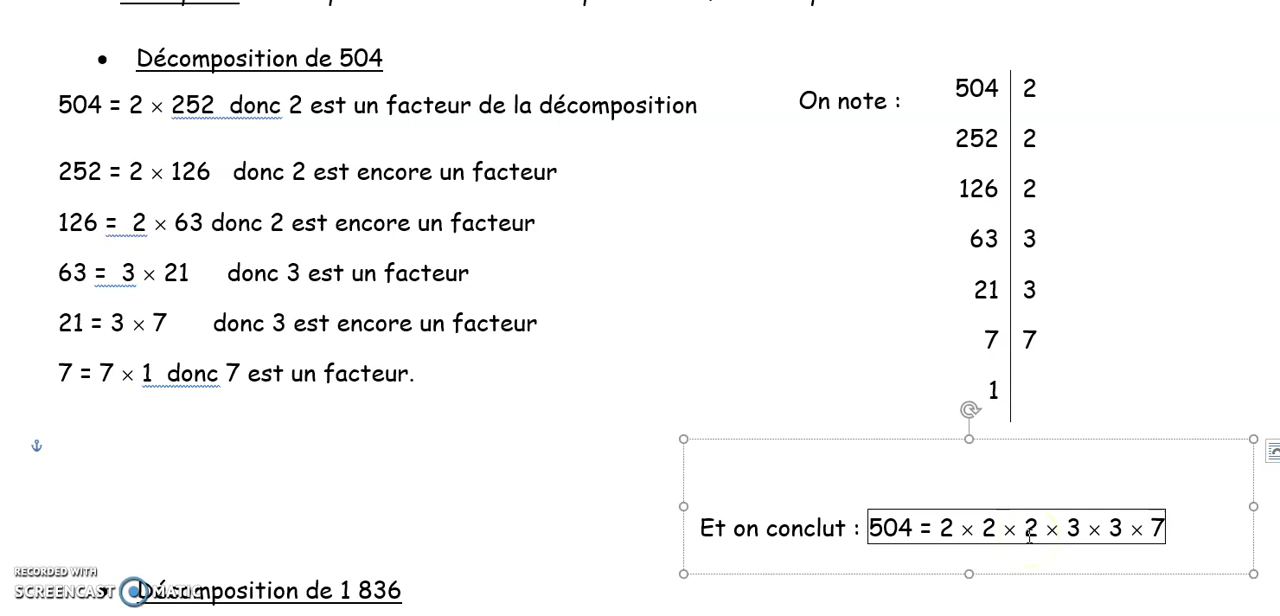 • Décomposition de 504
504 = 2 × 252 donc 2 est un facteur de la décomposition
252 = 2 × 126 donc 2 est encore un facteur
126 = 2 × 63 donc 2 est encore un facteur
63 = 3 × 21 donc 3 est un facteur
21 = 3 × 7 donc 3 est encore un facteur
7 = 7 × 1 donc 7 est un facteur.
On note :
504 | 2
252 | 2
126 | 2
63 | 3
21 | 3
7 | 7
1 |
Et on conclut : 504 = 2 × 2 × 2 × 3 × 3 × 7
RECORDED WITH
SCREENCAST MATIC
• Décomposition de 1 836